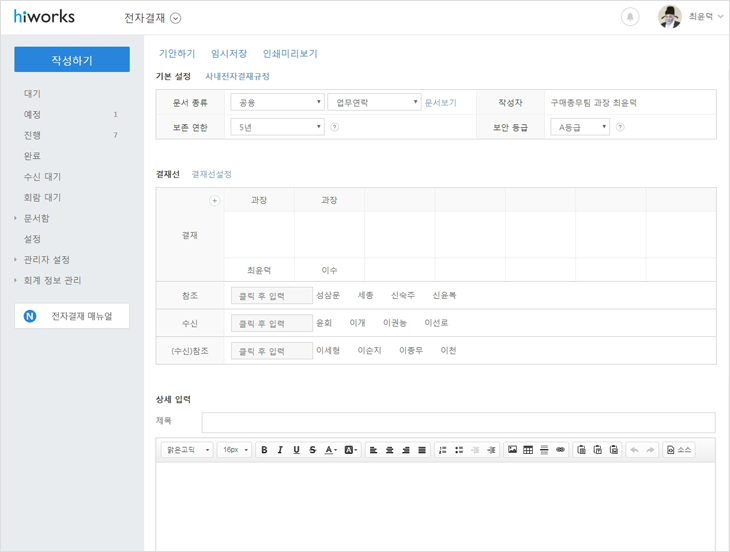 hiworks 전자결재 최윤덕
작성하기
대기
예정 1
진행 7
완료
수신 대기
회람 대기
문서함
설정
관리자 설정
회계 정보 관리
N 전자결재 매뉴얼
기안하기 임시저장 인쇄미리보기
기본 설정 사내전자결재규정
문서 종류 공용 업무연락 문서보기 작성자 구매총무팀 과장 최윤덕
보존 연한 5년 ? 보안 등급 A등급 ?
결재선 결재선설정
결재 + 과장 과장
최윤덕 이수
참조 클릭 후 입력 성삼문 세종 신숙주 신윤복
수신 클릭 후 입력 윤회 이개 이권농 이선로
(수신)참조 클릭 후 입력 이세형 이순지 이종무 이천
상세 입력
제목
맑은고딕 16px B I U S A A 소스